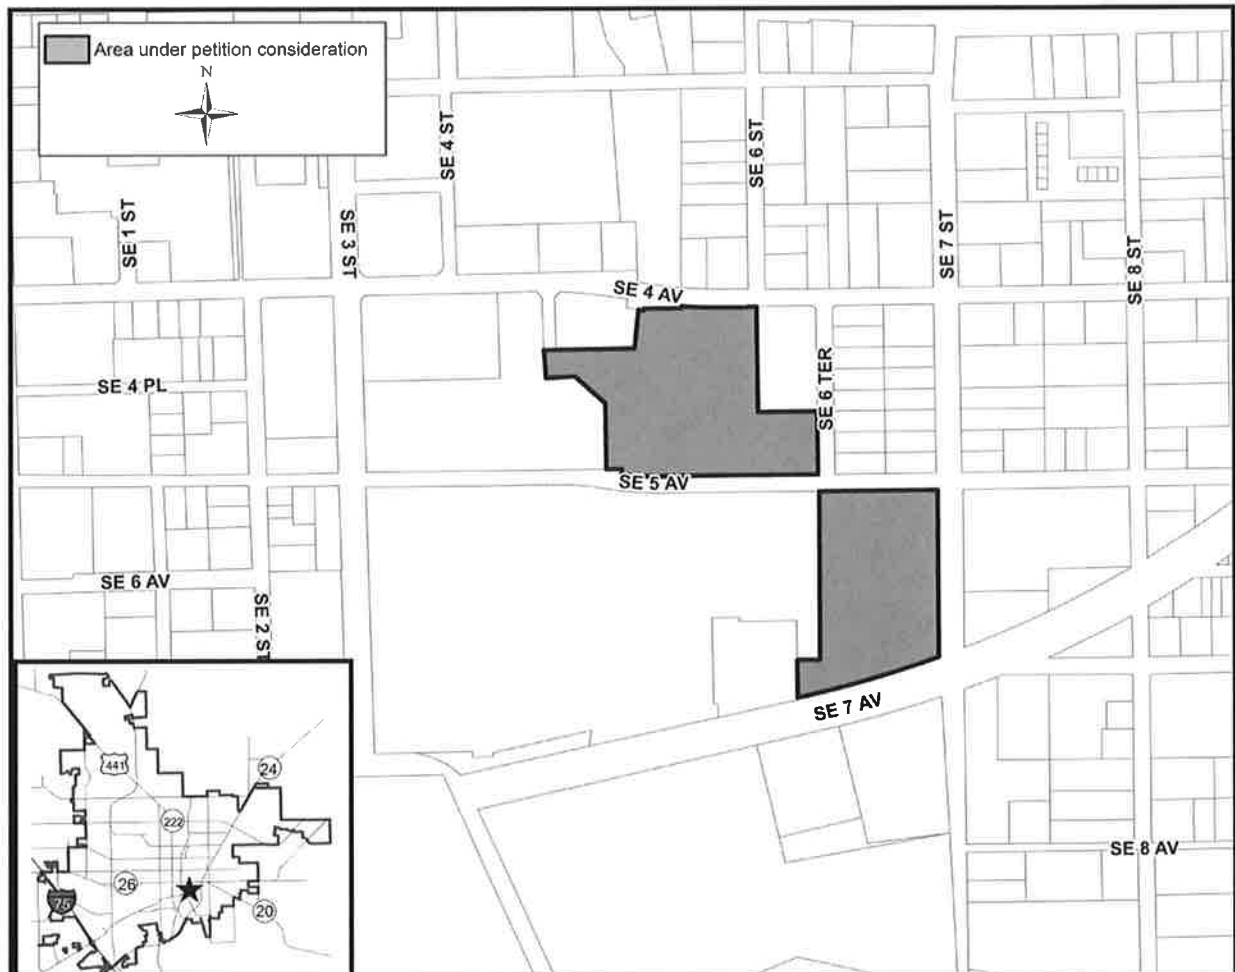 Area under petition consideration
N
SE 4 ST
SE 6 ST
SE 1 ST
SE 3 ST
SE 7 ST
SE 8 ST
SE 4 AV
SE 4 PL
SE 6 TER
SE 5 AV
SE 6 AV
SE 2 ST
SE 7 AV
SE 8 AV
441
24
222
26
75
20